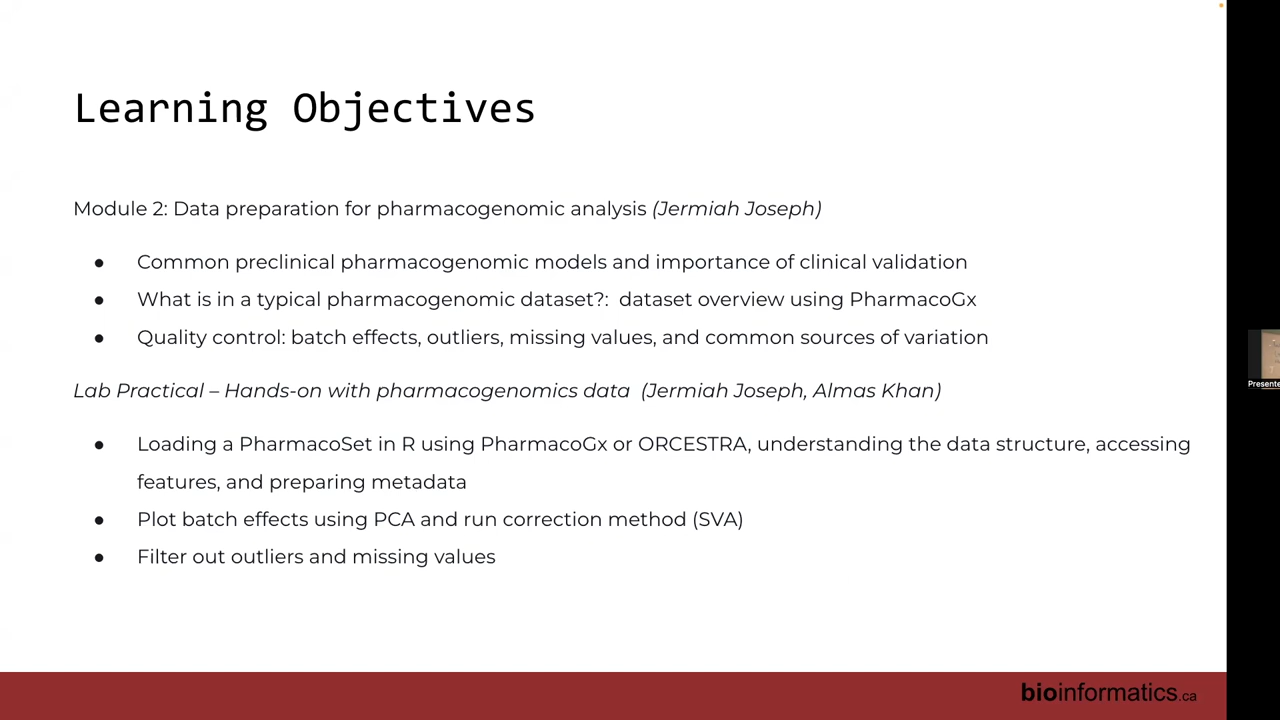 Learning Objectives
Module 2: Data preparation for pharmacogenomic analysis (Jermiah Joseph)
● Common preclinical pharmacogenomic models and importance of clinical validation
● What is in a typical pharmacogenomic dataset?: dataset overview using PharmacoGx
● Quality control: batch effects, outliers, missing values, and common sources of variation
Lab Practical – Hands-on with pharmacogenomics data (Jermiah Joseph, Almas Khan)
● Loading a PharmacoSet in R using PharmacoGx or ORCESTRA, understanding the data structure, accessing
features, and preparing metadata
● Plot batch effects using PCA and run correction method (SVA)
● Filter out outliers and missing values
bioinformatics.ca